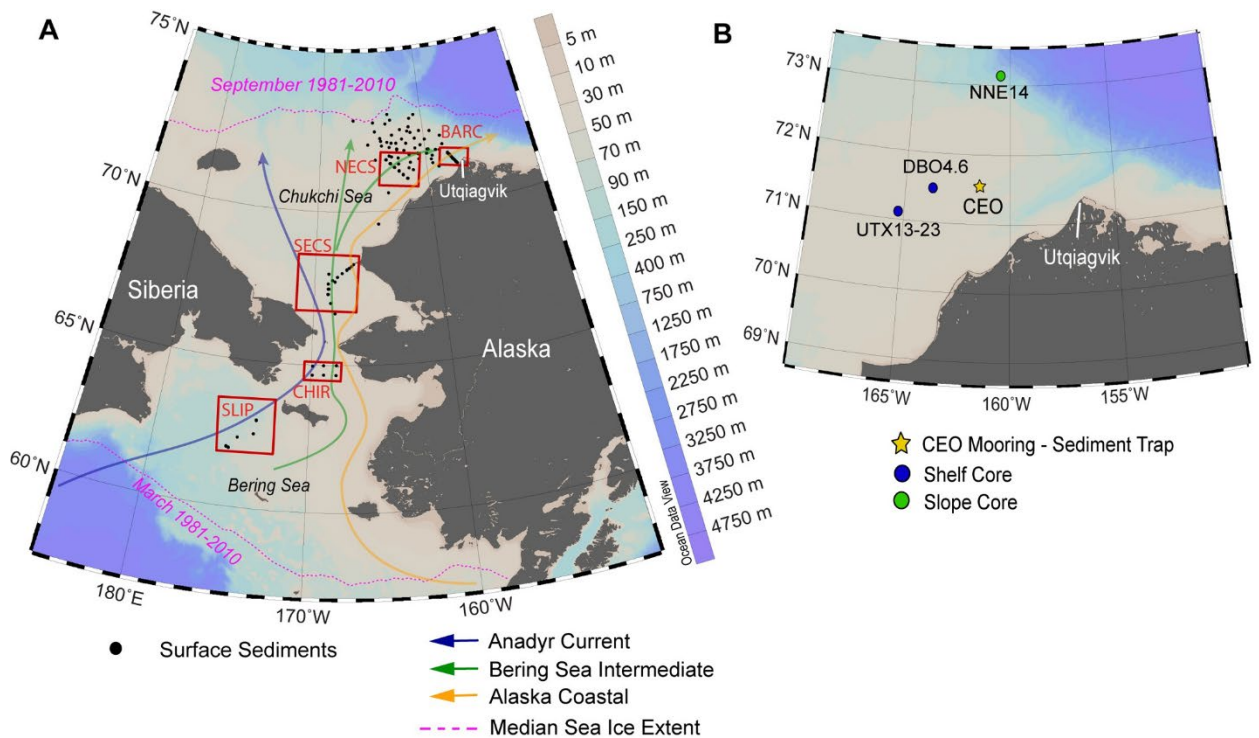 A
75˚N
70˚N
65˚N
60˚N
180˚E
170˚W
160˚W
September 1981-2010
BARC
NECS
Utqiagvik
Chukchi Sea
SECS
Siberia
Alaska
CHIR
SLIP
Bering Sea
March 1981-2010
5 m
10 m
30 m
50 m
70 m
90 m
150 m
250 m
400 m
750 m
1250 m
1750 m
2250 m
2750 m
3250 m
3750 m
4250 m
4750 m
Ocean Data View
Surface Sediments
Anadyr Current
Bering Sea Intermediate
Alaska Coastal
Median Sea Ice Extent
B
73˚N
72˚N
71˚N
70˚N
69˚N
165˚W
160˚W
155˚W
NNE14
DBO4.6
CEO
UTX13-23
Utqiagvik
CEO Mooring - Sediment Trap
Shelf Core
Slope Core